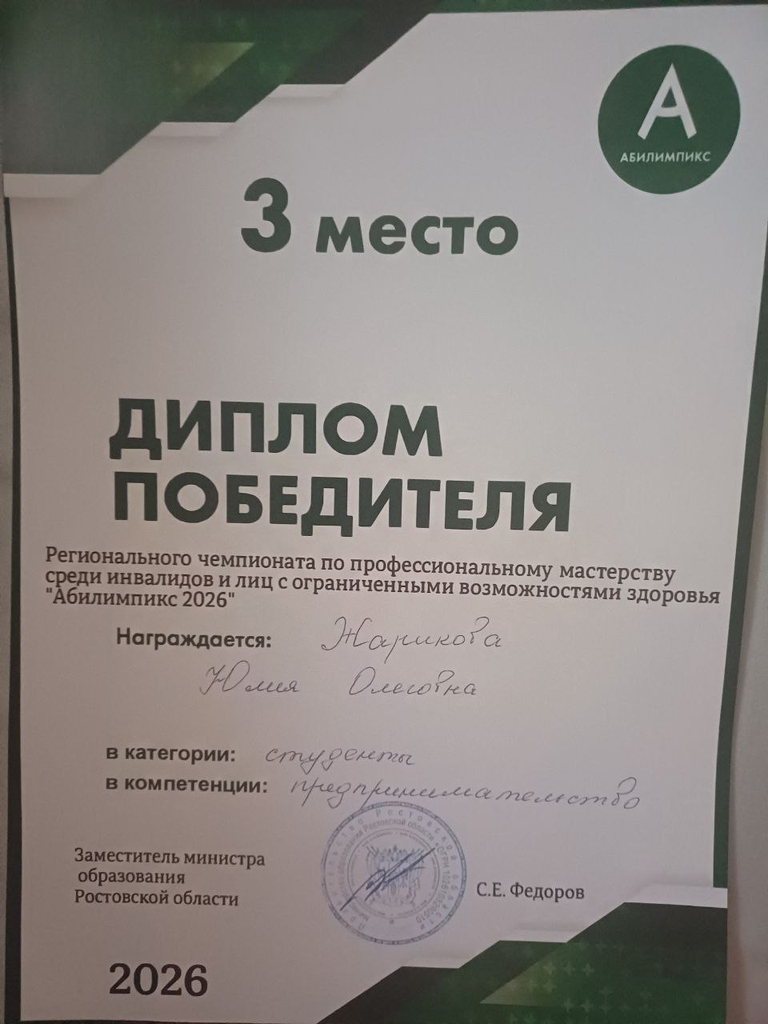 АБИЛИМПИКС
3 место
ДИПЛОМ
ПОБЕДИТЕЛЯ
Регионального чемпионата по профессиональному мастерству
среди инвалидов и лиц с ограниченными возможностями здоровья
"Абилимпикс 2026"
Награждается: Жарикова
Юлия Олеговна
в категории: студенты
в компетенции: предпринимательство
Заместитель министра
образования
Ростовской области
С.Е. Федоров
2026